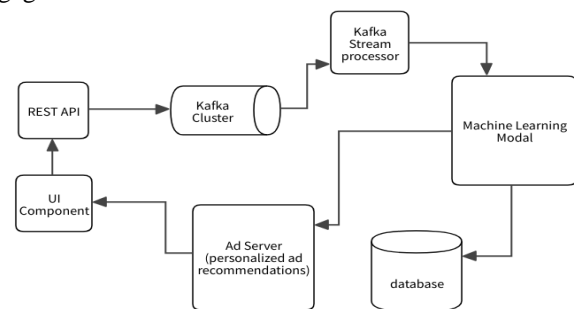 Kafka
Stream
processor
REST API
Kafka
Cluster
Machine Learning
Modal
UI
Component
Ad Server
(personalized ad
recommendations)
database